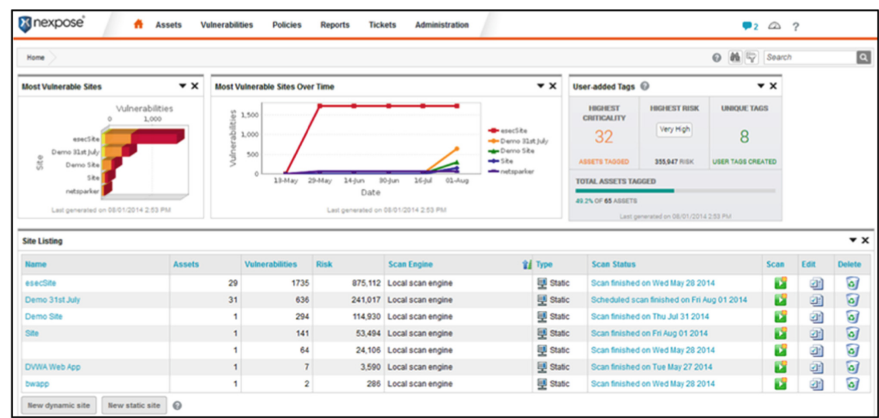 nexpose®
Assets Vulnerabilities Policies Reports Tickets Administration
2 ?
Home
Search
Most Vulnerable Sites
Vulnerabilities
0 1,000
Site
esecSite
Demo 31st July
Demo Site
Site
netsparker
Last generated on 08/01/2014 2:53 PM
Most Vulnerable Sites Over Time
Vulnerabilities
1,500
1,000
500
0
13-May 29-May 14-Jun 30-Jun 16-Jul 01-Aug
Date
esecSite
Demo 31st July
Demo Site
Site
netsparker
Last generated on 08/01/2014 2:53 PM
User-added Tags
HIGHEST CRITICALITY
32
ASSETS TAGGED
HIGHEST RISK
Very High
355,947 RISK
UNIQUE TAGS
8
USER TAGS CREATED
TOTAL ASSETS TAGGED
49.2% OF 65 ASSETS
Last generated on 08/01/2014 2:53 PM
Site Listing
Name Assets Vulnerabilities Risk Scan Engine Type Scan Status Scan Edit Delete
esecSite 29 1735 875,112 Local scan engine Static Scan finished on Wed May 28 2014
Demo 31st July 31 636 241,017 Local scan engine Static Scheduled scan finished on Fri Aug 01 2014
Demo Site 1 294 114,930 Local scan engine Static Scan finished on Thu Jul 31 2014
Site 1 141 53,494 Local scan engine Static Scan finished on Fri Aug 01 2014
1 64 24,106 Local scan engine Static Scan finished on Wed May 28 2014
DVWA Web App 1 7 3,590 Local scan engine Static Scan finished on Tue May 27 2014
bwapp 1 2 286 Local scan engine Static Scan finished on Wed May 28 2014
New dynamic site New static site ?